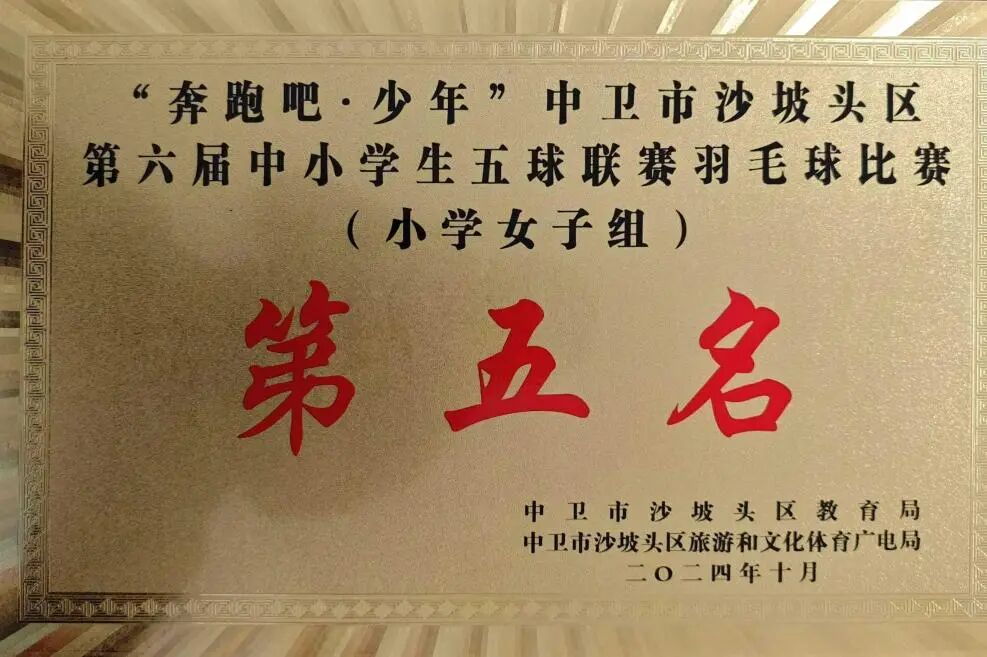 “奔跑吧·少年”中卫市沙坡头区
第六届中小学生五球联赛羽毛球比赛
（小学女子组）
第五名
中卫市沙坡头区教育局
中卫市沙坡头区旅游和文化体育广电局
二〇二四年十月